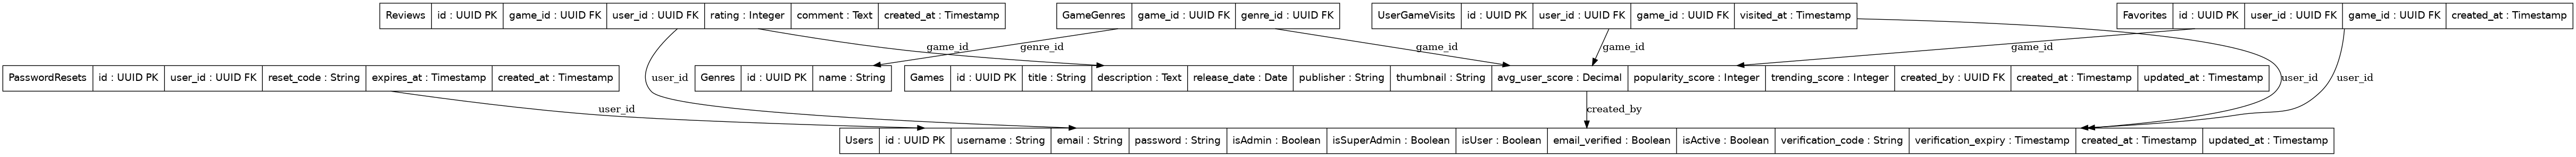 Reviews id : UUID PK game_id : UUID FK user_id : UUID FK rating : Integer comment : Text created_at : Timestamp
GameGenres game_id : UUID FK genre_id : UUID FK
UserGameVisits id : UUID PK user_id : UUID FK game_id : UUID FK visited_at : Timestamp
Favorites id : UUID PK user_id : UUID FK game_id : UUID FK created_at : Timestamp
game_id
genre_id
game_id
game_id
game_id
PasswordResets id : UUID PK user_id : UUID FK reset_code : String expires_at : Timestamp created_at : Timestamp
user_id
Genres id : UUID PK name : String
Games id : UUID PK title : String description : Text release_date : Date publisher : String thumbnail : String avg_user_score : Decimal popularity_score : Integer trending_score : Integer created_by : UUID FK created_at : Timestamp updated_at : Timestamp
user_id
user_id
user_id
created_by
Users id : UUID PK username : String email : String password : String isAdmin : Boolean isSuperAdmin : Boolean isUser : Boolean email_verified : Boolean isActive : Boolean verification_code : String verification_expiry : Timestamp created_at : Timestamp updated_at : Timestamp